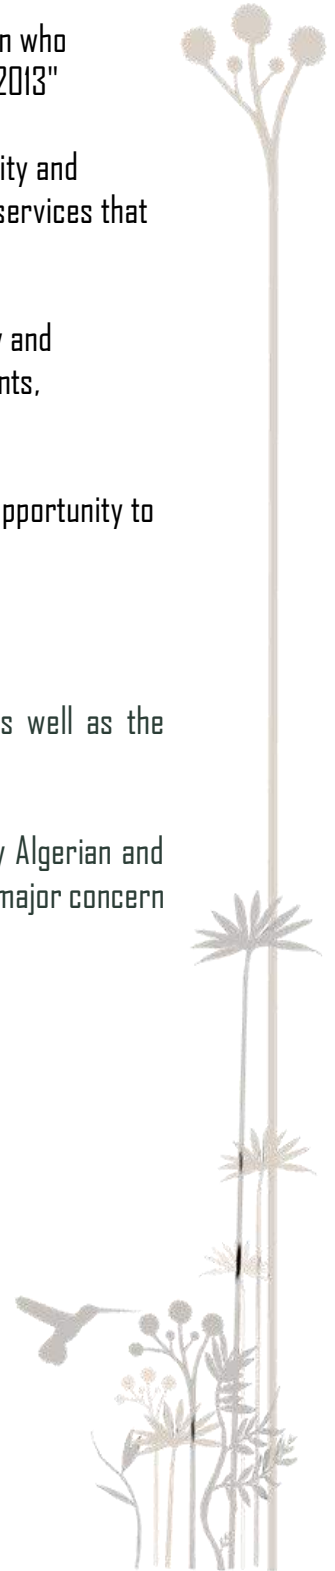 n who
2013"
ity and
services that
y and
nts,
pportunity to
s well as the
y Algerian and
major concern